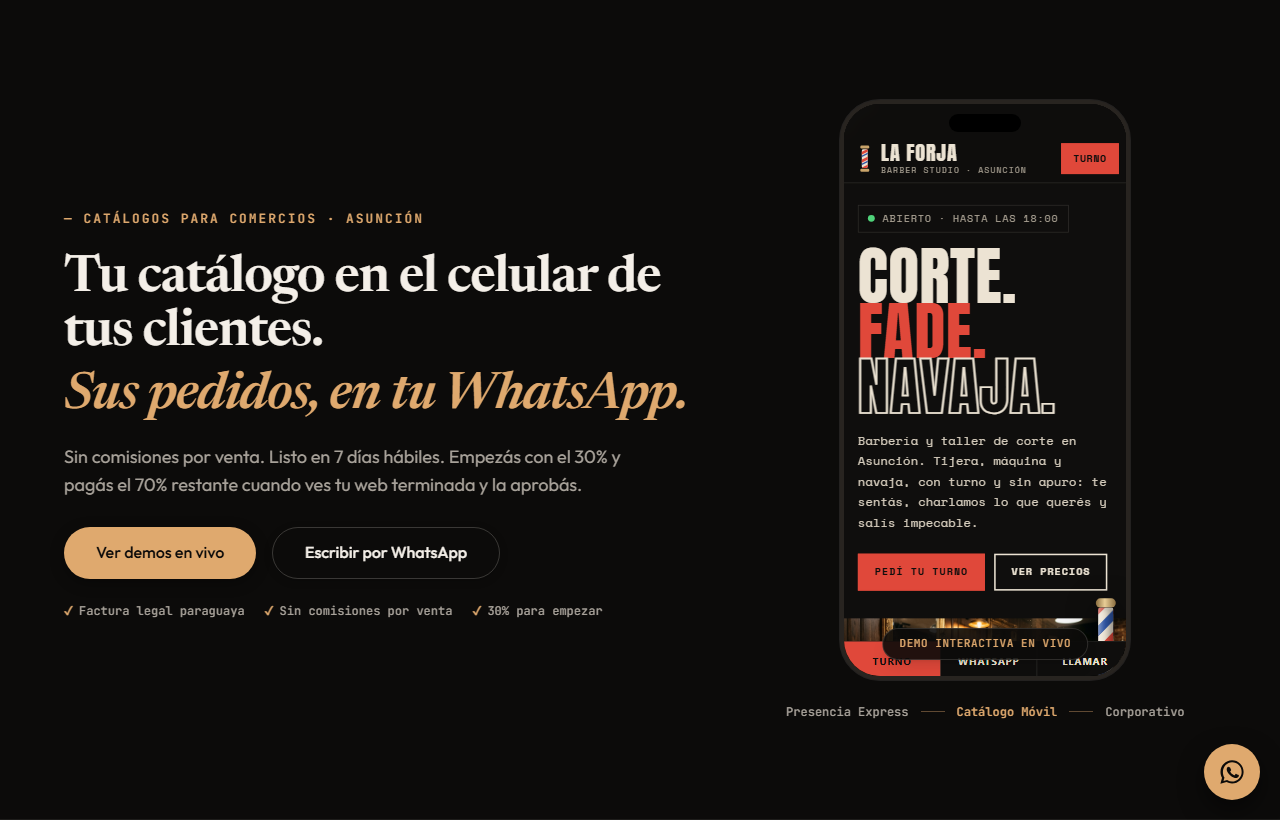 — CATÁLOGOS PARA COMERCIOS · ASUNCIÓN
Tu catálogo en el celular de
tus clientes.
Sus pedidos, en tu WhatsApp.
Sin comisiones por venta. Listo en 7 días hábiles. Empezás con el 30% y
pagás el 70% restante cuando ves tu web terminada y la aprobás.
Ver demos en vivo
Escribir por WhatsApp
✓ Factura legal paraguaya
✓ Sin comisiones por venta
✓ 30% para empezar
LA FORJA
BARBER STUDIO · ASUNCIÓN
TURNO
ABIERTO · HASTA LAS 18:00
CORTE.
FADE.
NAVAJA.
Barbería y taller de corte en
Asunción. Tijera, máquina y
navaja, con turno y sin apuro: te
sentás, charlamos lo que querés y
salís impecable.
PEDÍ TU TURNO
VER PRECIOS
DEMO INTERACTIVA EN VIVO
TURNO
WHATSAPP
LLAMAR
Presencia Express — Catálogo Móvil — Corporativo